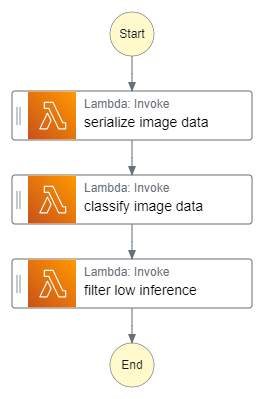 Start
Lambda: Invoke
serialize image data
Lambda: Invoke
classify image data
Lambda: Invoke
filter low inference
End